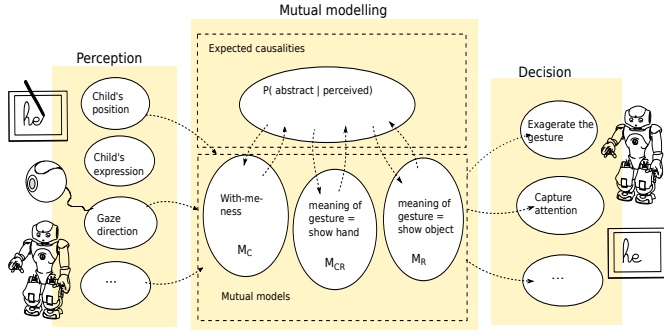 Mutual modelling
Perception
Decision
Expected causalities
P( abstract | perceived)
Child's
position
Child's
expression
Gaze
direction
...
he
With-me-
ness
M_C
meaning of
gesture =
show hand
M_CR
meaning of
gesture =
show object
M_R
Mutual models
Exagerate the
gesture
Capture
attention
...
he